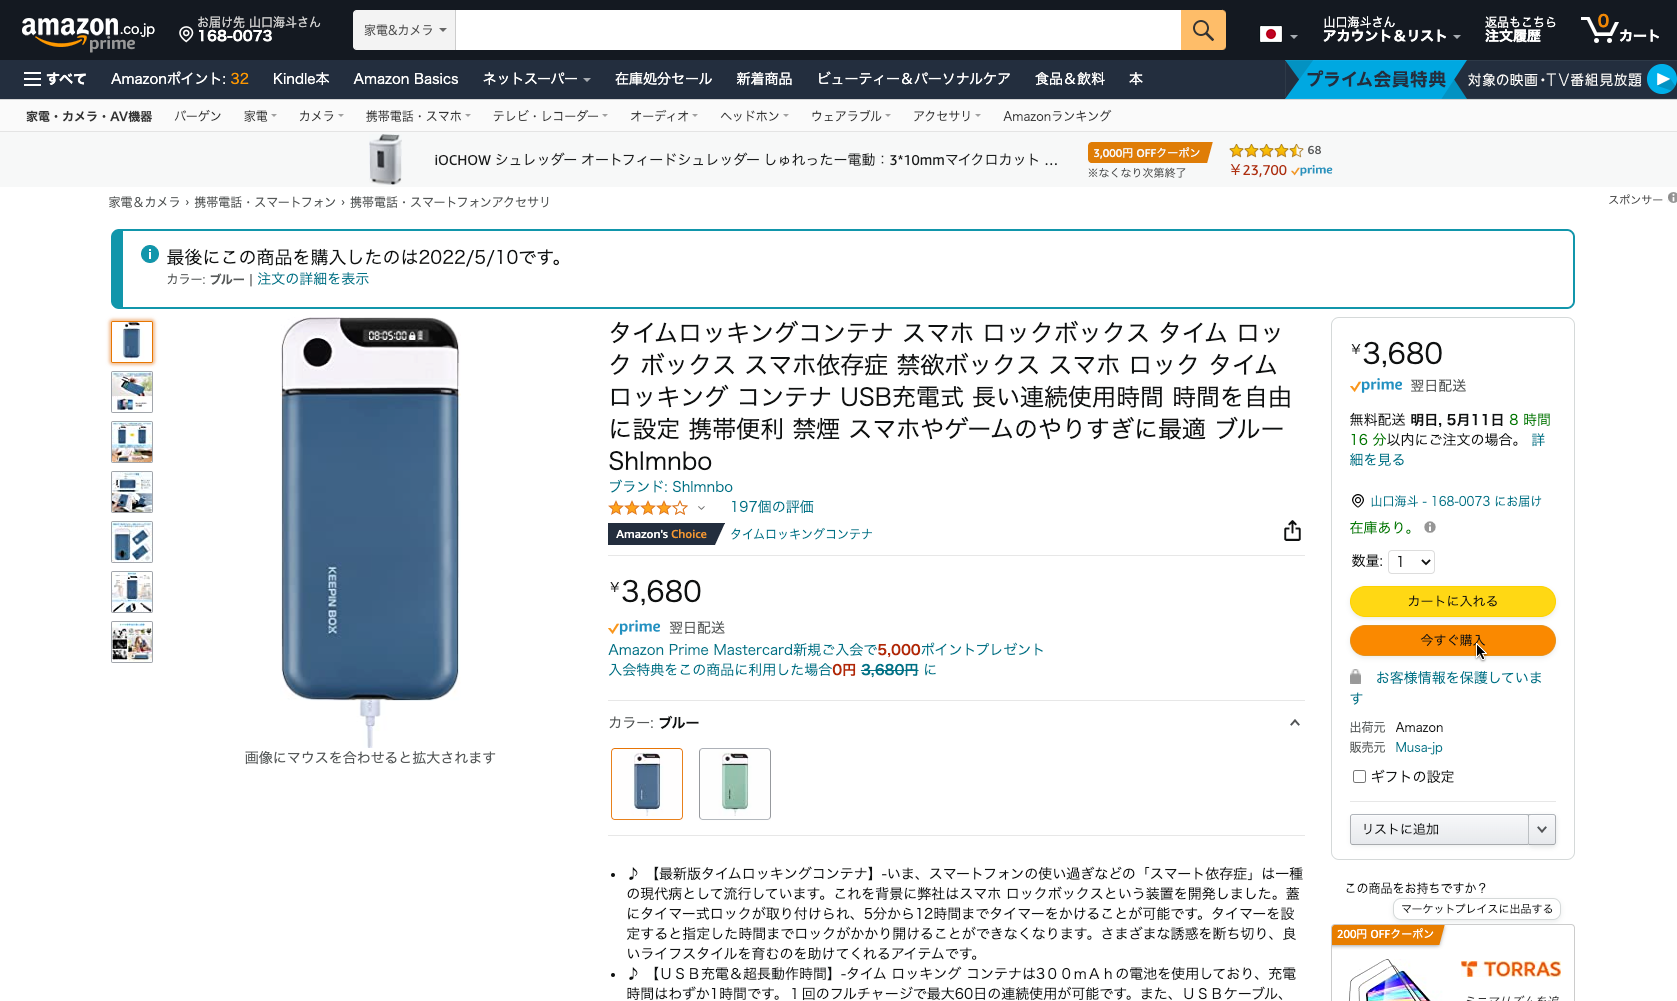 amazon.co.jp
prime
お届け先 山口海斗さん
168-0073
家電&カメラ
山口海斗さん
アカウント＆リスト
返品もこちら
注文履歴
0
カート
すべて
Amazonポイント: 32
Kindle本
Amazon Basics
ネットスーパー
在庫処分セール
新着商品
ビューティー＆パーソナルケア
食品＆飲料
本
プライム会員特典
対象の映画・TV番組見放題
家電・カメラ・AV機器
バーゲン
家電
カメラ
携帯電話・スマホ
テレビ・レコーダー
オーディオ
ヘッドホン
ウェアラブル
アクセサリ
Amazonランキング
iOCHOW シュレッダー オートフィードシュレッダー しゅれったー電動：3*10mmマイクロカット …
3,000円 OFFクーポン
※なくなり次第終了
68
￥23,700 prime
家電＆カメラ › 携帯電話・スマートフォン › 携帯電話・スマートフォンアクセサリ
スポンサー
最後にこの商品を購入したのは2022/5/10です。
カラー: ブルー | 注文の詳細を表示
08:05:00
KEEPIN BOX
画像にマウスを合わせると拡大されます
タイムロッキングコンテナ スマホ ロックボックス タイム ロッ
ク ボックス スマホ依存症 禁欲ボックス スマホ ロック タイム
ロッキング コンテナ USB充電式 長い連続使用時間 時間を自由
に設定 携帯便利 禁煙 スマホやゲームのやりすぎに最適 ブルー
Shlmnbo
ブランド: Shlmnbo
197個の評価
Amazon's Choice
タイムロッキングコンテナ
￥3,680
prime 翌日配送
Amazon Prime Mastercard新規ご入会で5,000ポイントプレゼント
入会特典をこの商品に利用した場合0円 3,680円 に
カラー: ブルー
• ♪ 【最新版タイムロッキングコンテナ】-いま、スマートフォンの使い過ぎなどの「スマート依存症」は一種
の現代病として流行しています。これを背景に弊社はスマホ ロックボックスという装置を開発しました。蓋
にタイマー式ロックが取り付けられ、5分から12時間までタイマーをかけることが可能です。タイマーを設
定すると指定した時間までロックがかかり開けることができなくなります。さまざまな誘惑を断ち切り、良
いライフスタイルを育むのを助けてくれるアイテムです。
• ♪ 【ＵＳＢ充電＆超長動作時間】-タイム ロッキング コンテナは3００ｍＡｈの電池を使用しており、充電
時間はわずか1時間です。１回のフルチャージで最大60日の連続使用が可能です。また、ＵＳＢケーブル、
￥3,680
prime 翌日配送
無料配送 明日, 5月11日 8 時間
16 分以内にご注文の場合。 詳
細を見る
山口海斗 - 168-0073 にお届け
在庫あり。
数量: 1
カートに入れる
今すぐ購入
お客様情報を保護していま
す
出荷元 Amazon
販売元 Musa-jp
ギフトの設定
リストに追加
この商品をお持ちですか？
マーケットプレイスに出品する
200円 OFFクーポン
TORRAS
ミニマリズムを追